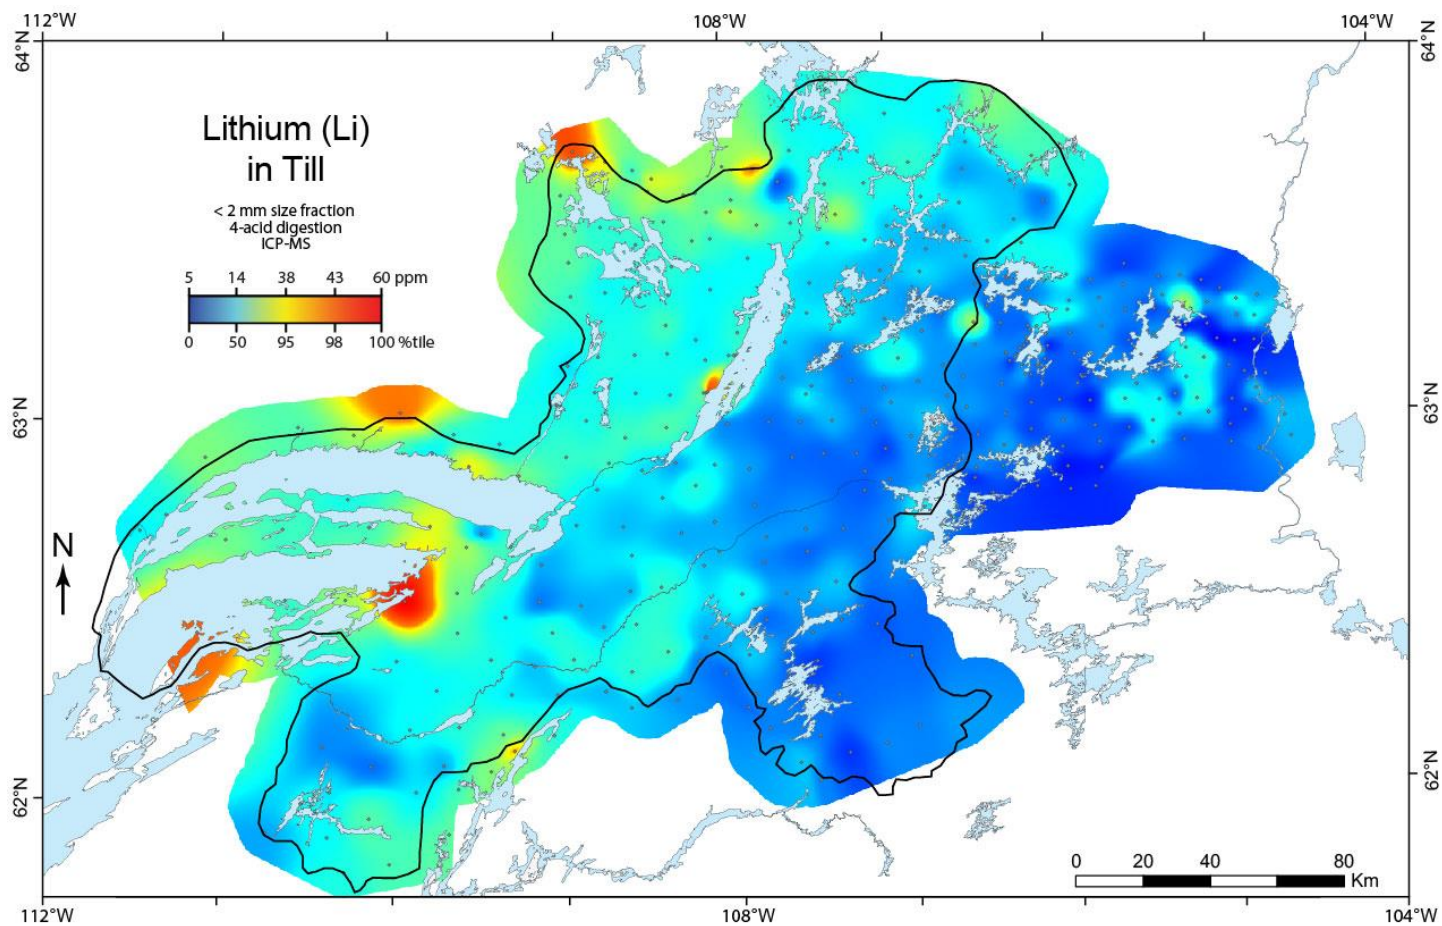 112°W 108°W 104°W
64°N 64°N
Lithium (Li)
in Till
< 2 mm size fraction
4-acid digestion
ICP-MS
5 14 38 43 60 ppm
0 50 95 98 100 %tile
63°N 63°N
N
62°N 62°N
0 20 40 80
Km
112°W 108°W 104°W